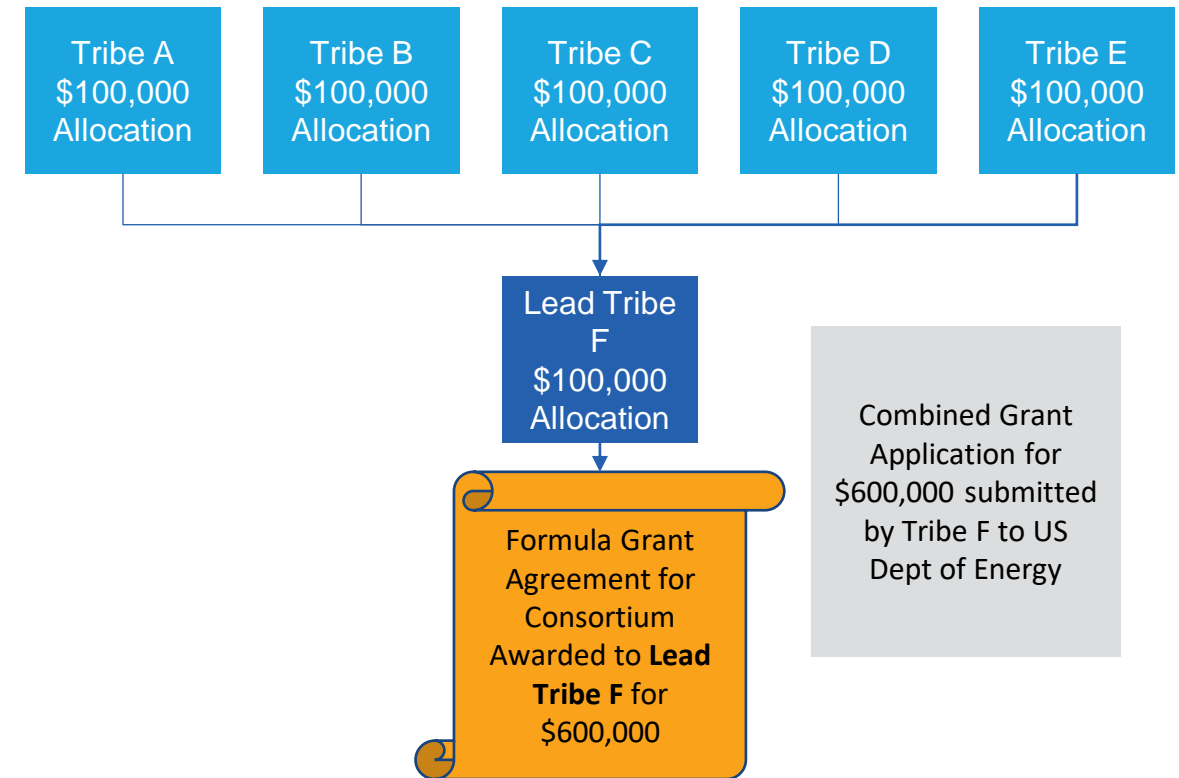 Tribe A
$100,000
Allocation
Tribe B
$100,000
Allocation
Tribe C
$100,000
Allocation
Tribe D
$100,000
Allocation
Tribe E
$100,000
Allocation
Lead Tribe
F
$100,000
Allocation
Combined Grant
Application for
$600,000 submitted
by Tribe F to US
Dept of Energy
Formula Grant
Agreement for
Consortium
Awarded to Lead
Tribe F for
$600,000